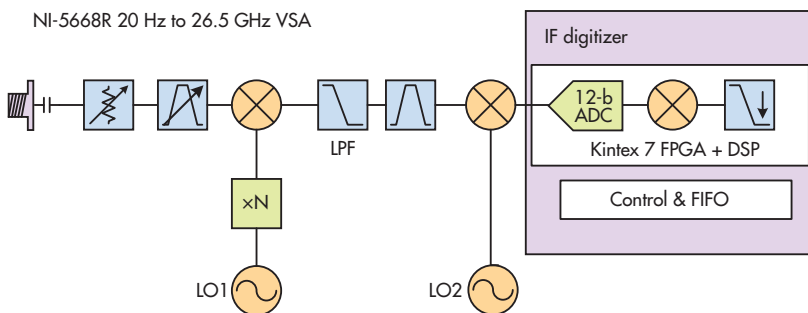 NI-5668R 20 Hz to 26.5 GHz VSA
IF digitizer
12-b
ADC
LPF
Kintex 7 FPGA + DSP
×N
Control & FIFO
LO1
LO2